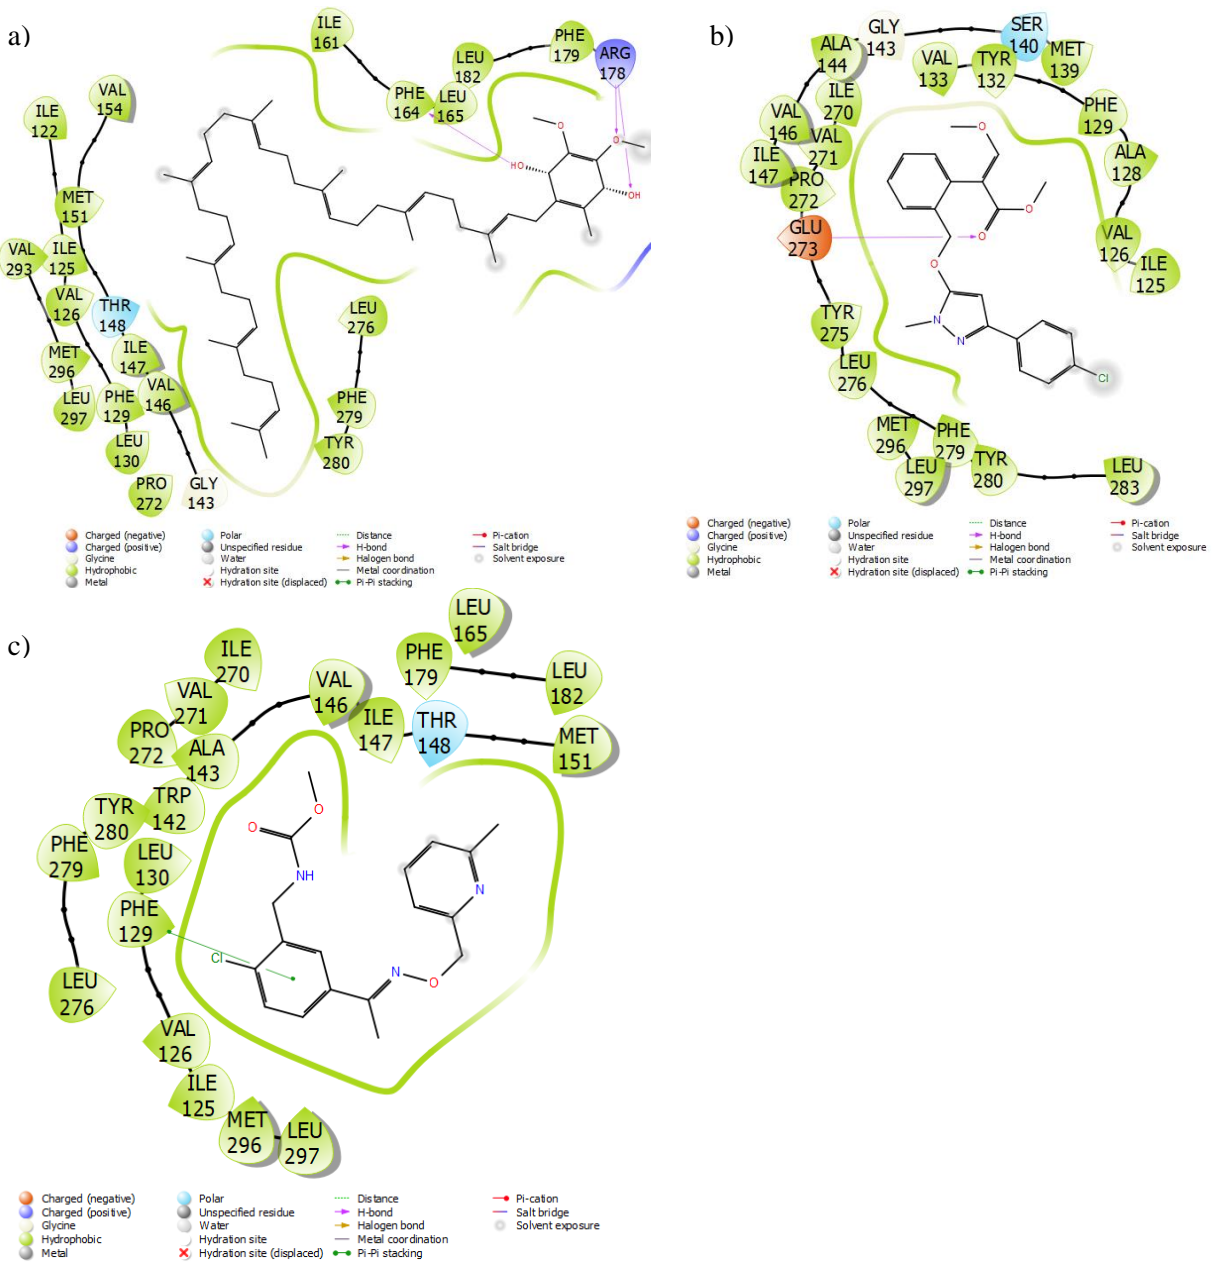 a)
ILE
161
PHE
164
LEU
165
LEU
182
PHE
179
ARG
178
ILE
122
VAL
154
MET
151
VAL
293
ILE
125
VAL
126
THR
148
MET
296
ILE
147
LEU
297
PHE
129
VAL
146
LEU
130
PRO
272
GLY
143
LEU
276
PHE
279
TYR
280
HO
O
O
OH
Charged (negative)
Charged (positive)
Glycine
Hydrophobic
Metal
Polar
Unspecified residue
Water
Hydration site
Hydration site (displaced)
Distance
H-bond
Halogen bond
Metal coordination
Pi-Pi stacking
Pi-cation
Salt bridge
Solvent exposure
b)
ALA
144
GLY
143
SER
140
MET
139
VAL
133
TYR
132
ILE
270
PHE
129
VAL
146
VAL
271
ILE
147
ALA
128
PRO
272
GLU
273
VAL
126
ILE
125
TYR
275
LEU
276
MET
296
PHE
279
LEU
297
TYR
280
LEU
283
O
O
O
O
N
N
Cl
Charged (negative)
Charged (positive)
Glycine
Hydrophobic
Metal
Polar
Unspecified residue
Water
Hydration site
Hydration site (displaced)
Distance
H-bond
Halogen bond
Metal coordination
Pi-Pi stacking
Pi-cation
Salt bridge
Solvent exposure
c)
LEU
165
PHE
179
LEU
182
ILE
270
VAL
271
VAL
146
ILE
147
THR
148
MET
151
PRO
272
ALA
143
TYR
280
TRP
142
PHE
279
LEU
130
PHE
129
LEU
276
VAL
126
ILE
125
MET
296
LEU
297
O
O
NH
Cl
N
O
N
Charged (negative)
Charged (positive)
Glycine
Hydrophobic
Metal
Polar
Unspecified residue
Water
Hydration site
Hydration site (displaced)
Distance
H-bond
Halogen bond
Metal coordination
Pi-Pi stacking
Pi-cation
Salt bridge
Solvent exposure